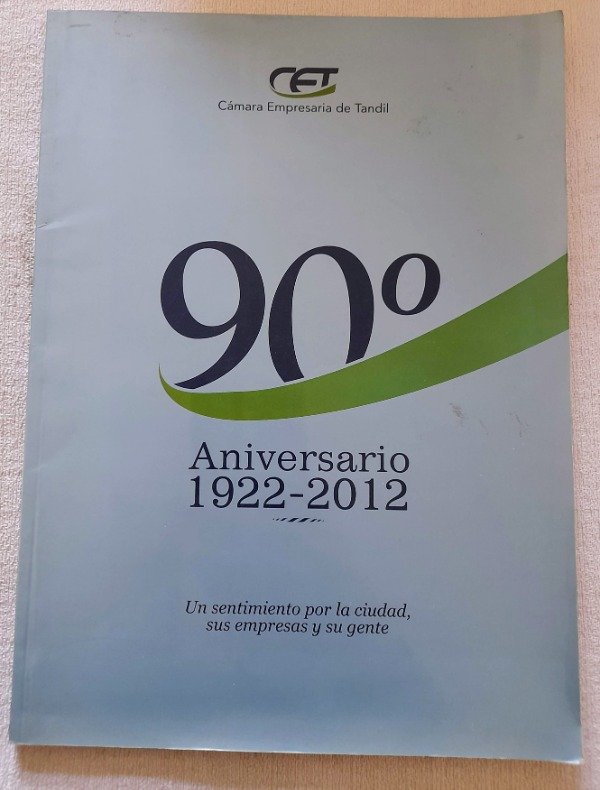 CET
Cámara Empresaria de Tandil
90º
Aniversario
1922-2012
Un sentimiento por la ciudad,
sus empresas y su gente